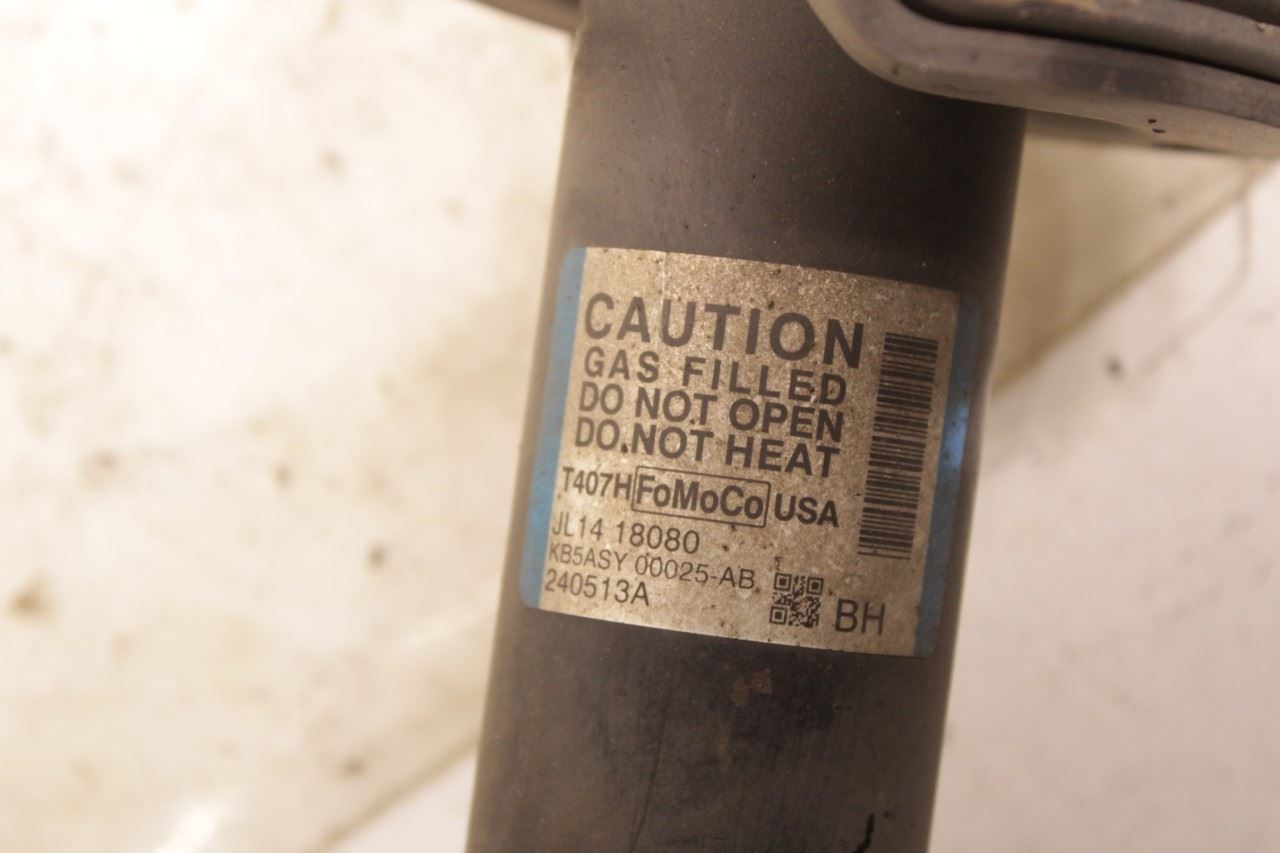 CAUTION
GAS FILLED
DO NOT OPEN
DO NOT HEAT
T407H FoMoCo USA
JL14 18080
KB5ASY 00025-AB
240513A
BH